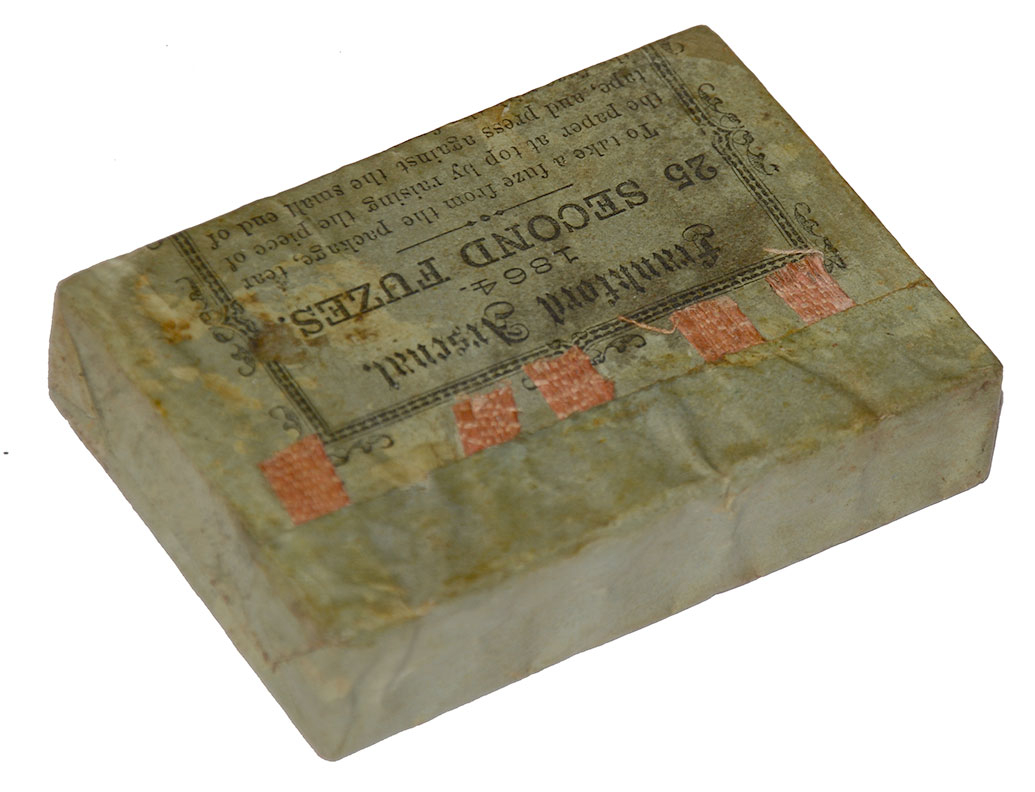 Frankford Arsenal.
1864.
25 SECOND FUZES.
To take a fuze from the package, tear
the paper at top by raising the piece of
tape, and press against the small end of